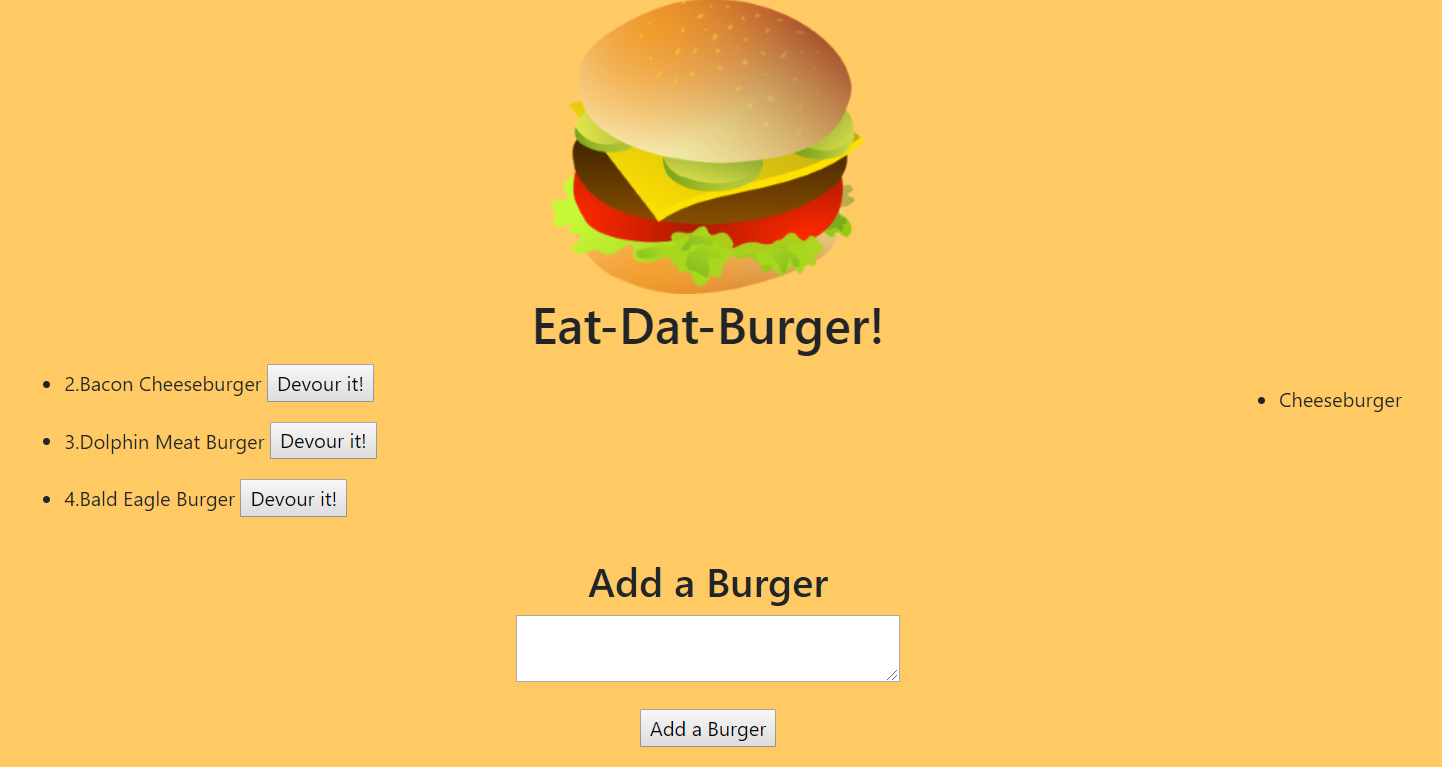 Eat-Dat-Burger!
2.Bacon Cheeseburger Devour it!
3.Dolphin Meat Burger Devour it!
4.Bald Eagle Burger Devour it!
Cheeseburger
Add a Burger
Add a Burger